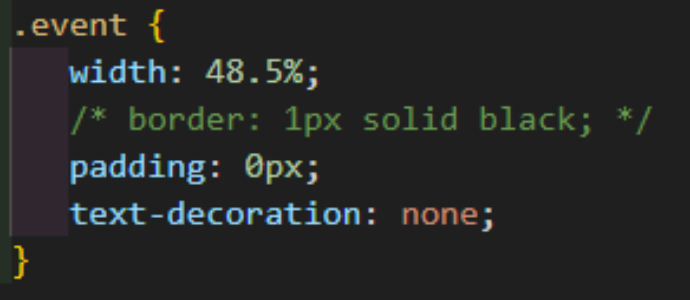 .event {
width: 48.5%;
/* border: 1px solid black; */
padding: 0px;
text-decoration: none;
}